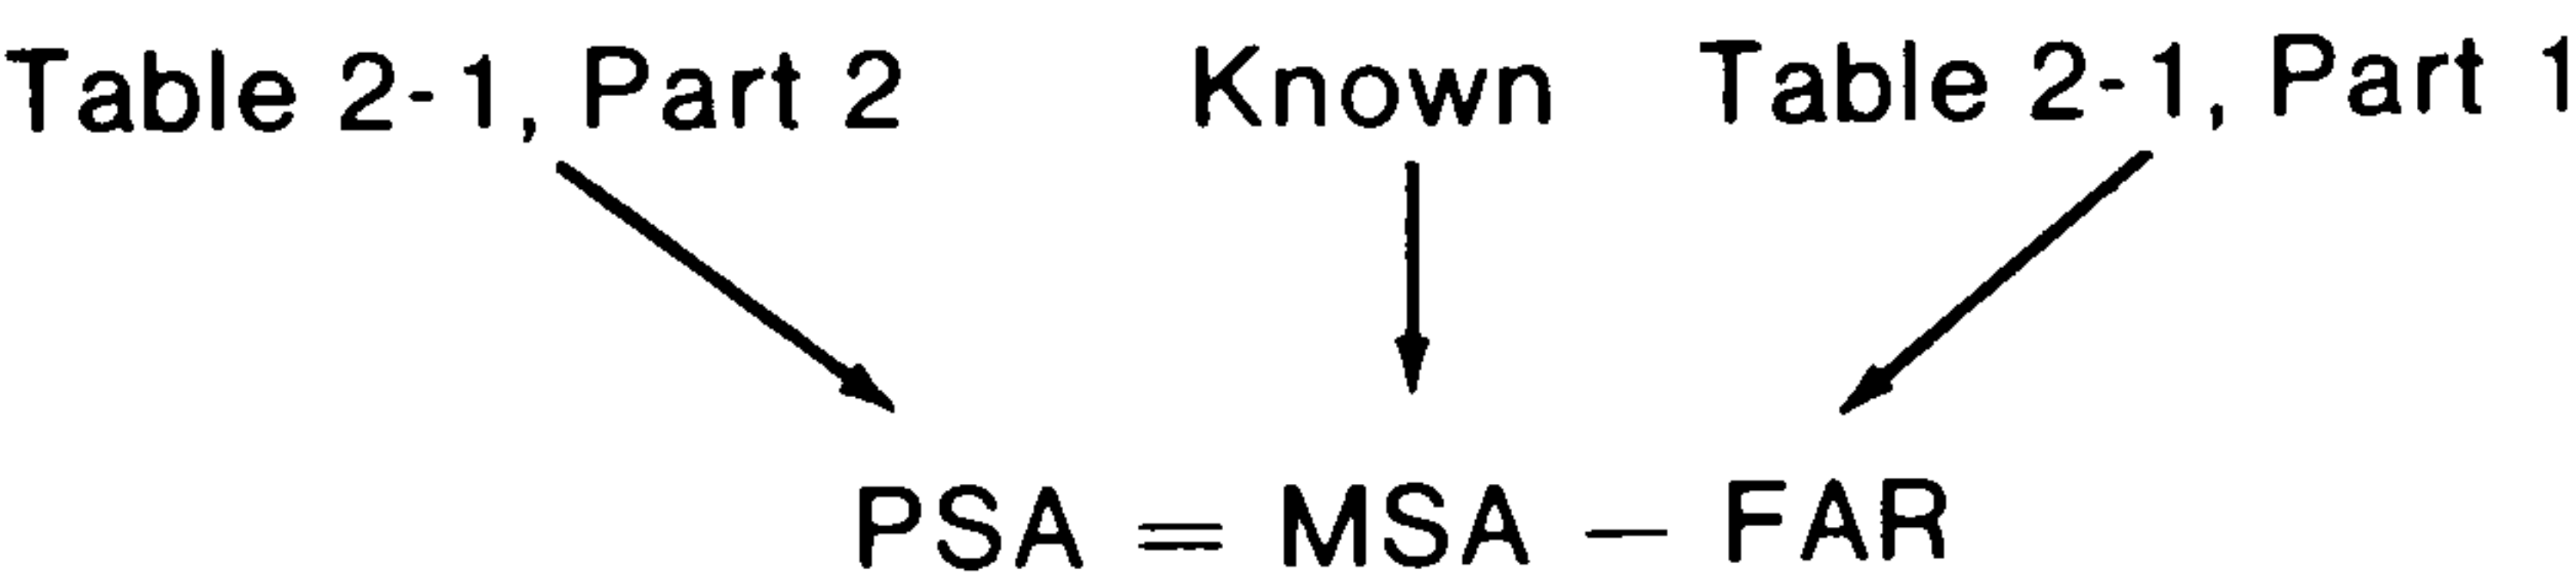 Table 2-1, Part 2 Known Table 2-1, Part 1
PSA = MSA - FAR